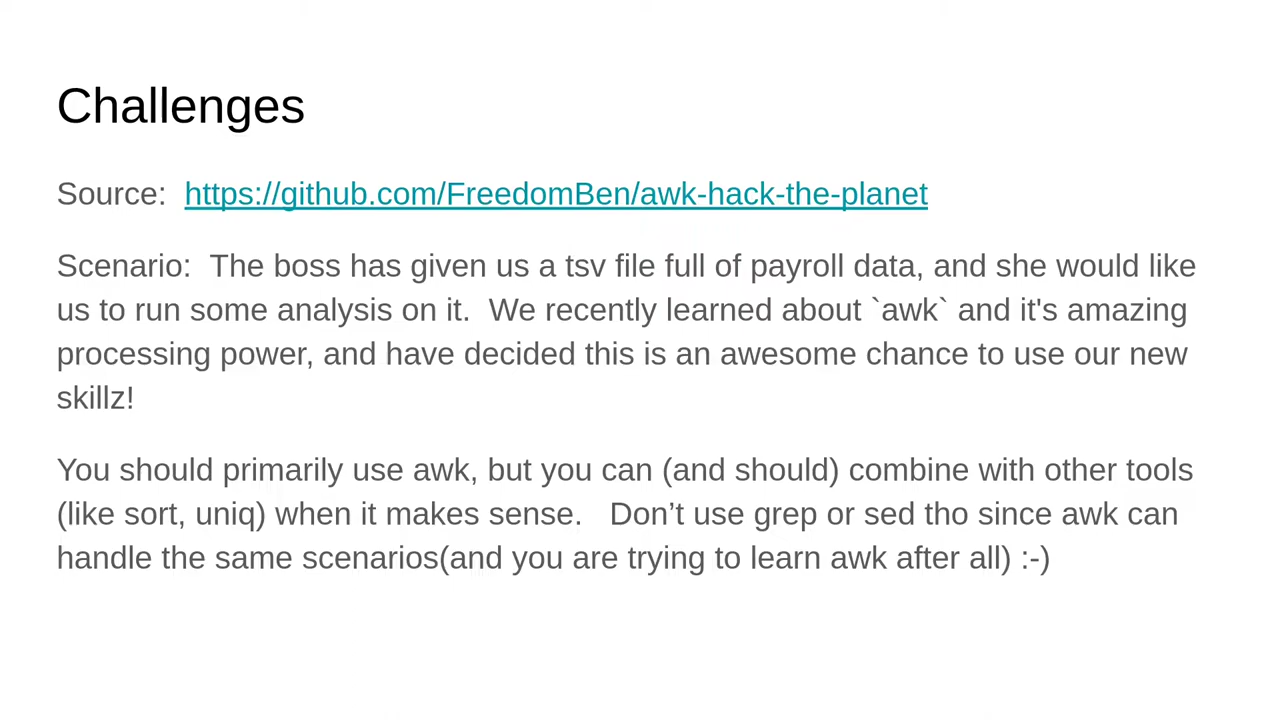 Challenges
Source:  https://github.com/FreedomBen/awk-hack-the-planet
Scenario:  The boss has given us a tsv file full of payroll data, and she would like
us to run some analysis on it.  We recently learned about `awk` and it's amazing
processing power, and have decided this is an awesome chance to use our new
skillz!
You should primarily use awk, but you can (and should) combine with other tools
(like sort, uniq) when it makes sense.   Don’t use grep or sed tho since awk can
handle the same scenarios(and you are trying to learn awk after all) :-)